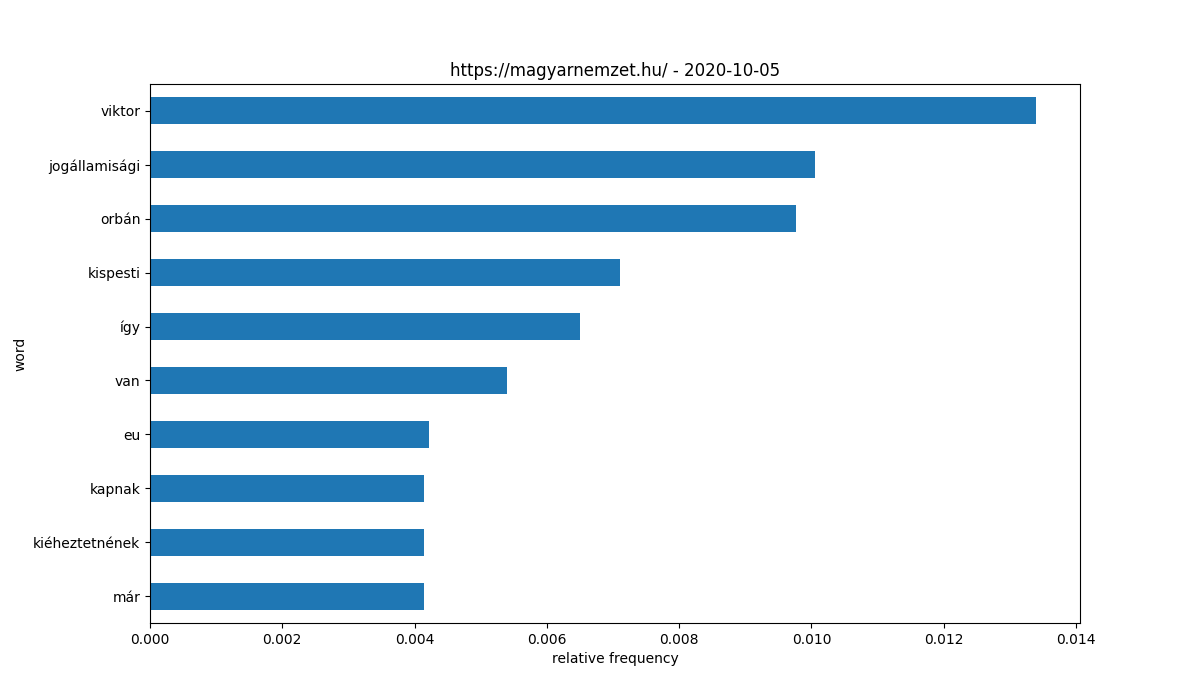 https://magyarnemzet.hu/ - 2020-10-05
viktor
jogállamisági
orbán
kispesti
így
van
eu
kapnak
kiéheztetnének
már
word
0.000 0.002 0.004 0.006 0.008 0.010 0.012 0.014
relative frequency